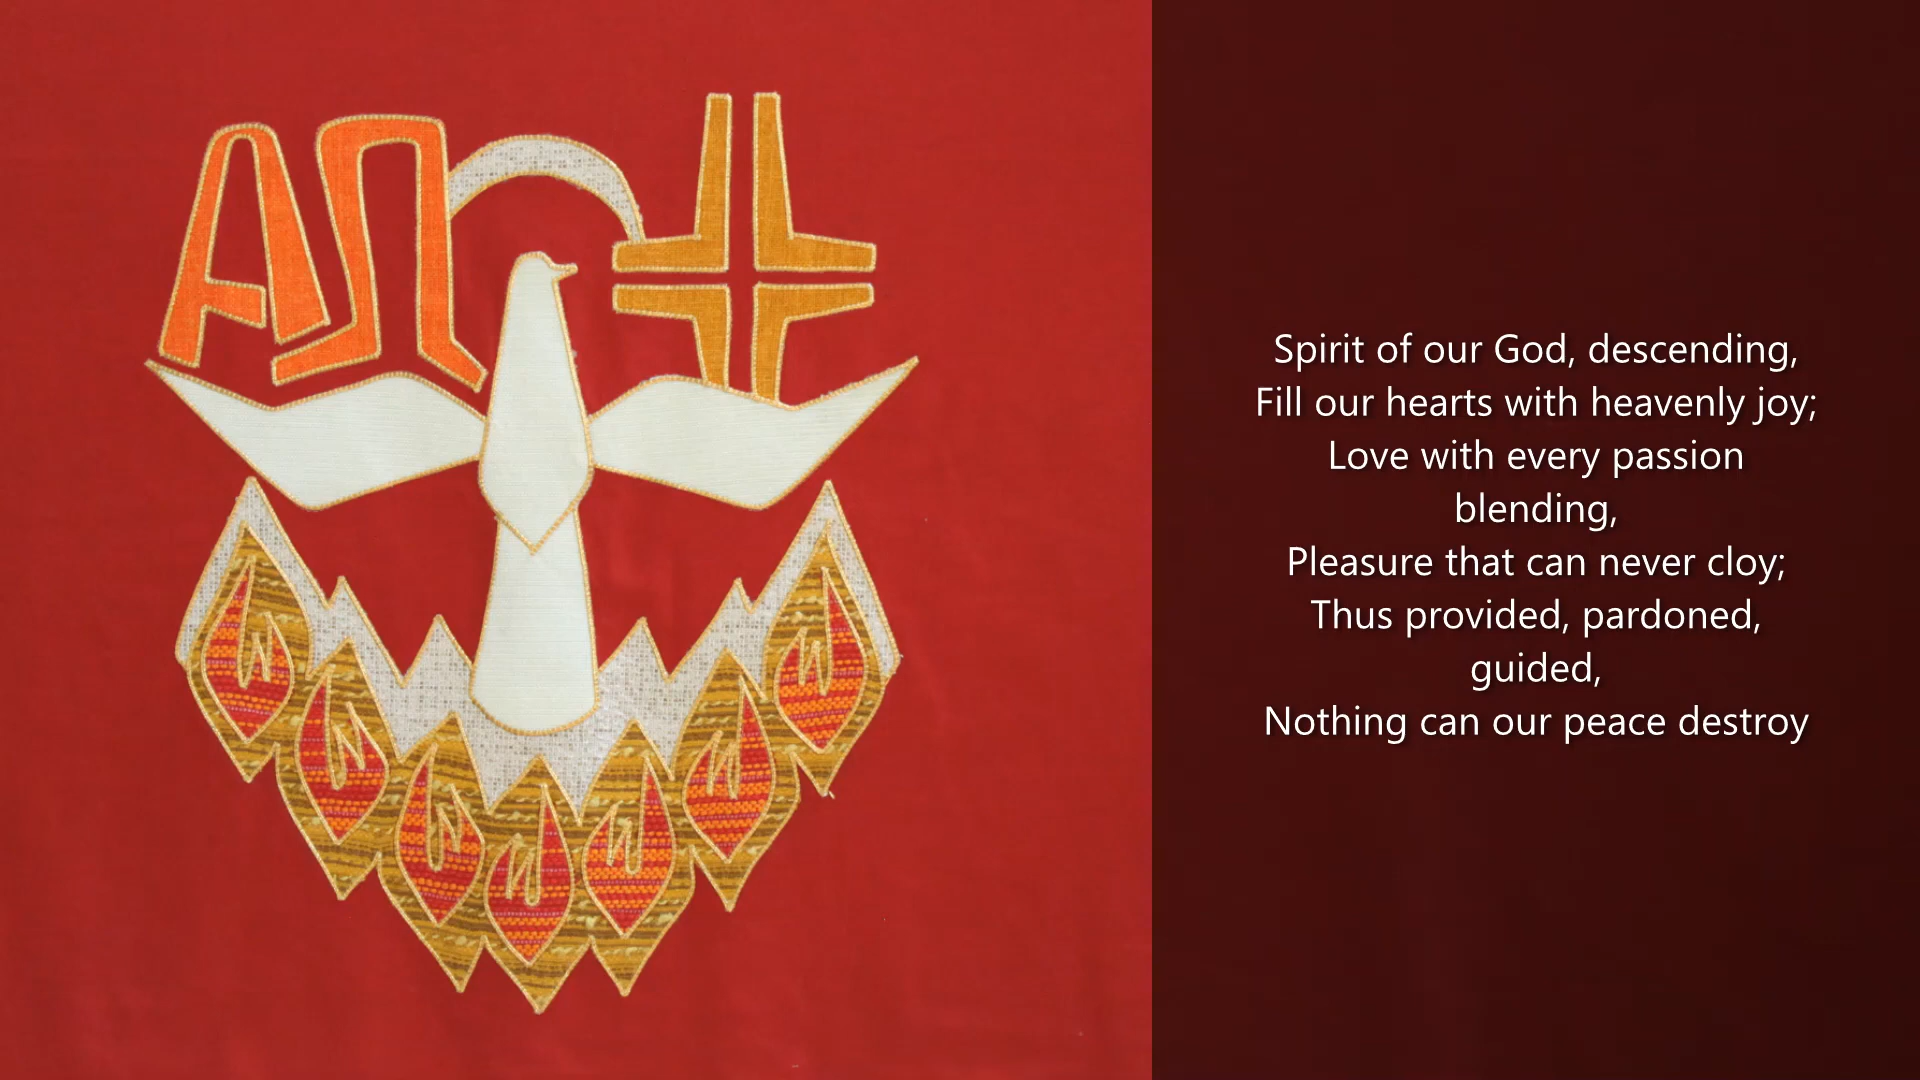 ΑΩ
Spirit of our God, descending,
Fill our hearts with heavenly joy;
Love with every passion
blending,
Pleasure that can never cloy;
Thus provided, pardoned,
guided,
Nothing can our peace destroy